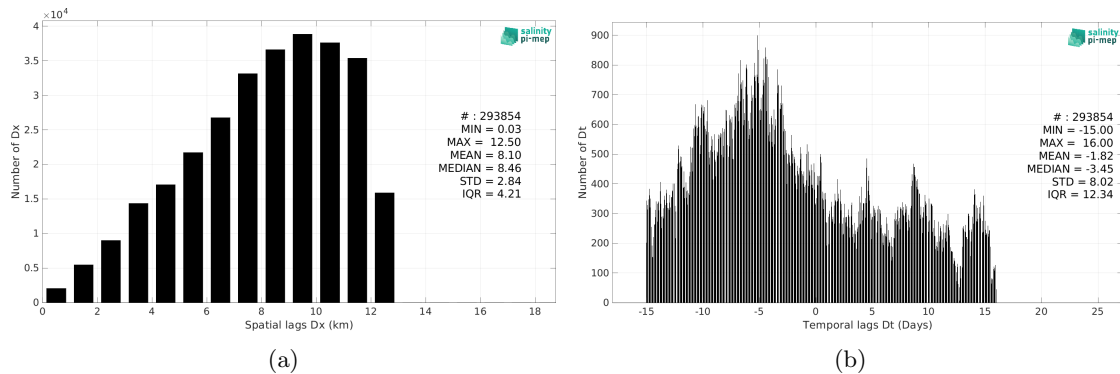 ×10⁴
4
3.5
3
2.5
2
1.5
1
0.5
0
Number of Dx
0 2 4 6 8 10 12 14 16 18
Spatial lags Dx (km)
salinity
pi-mep
# : 293854
MIN = 0.03
MAX = 12.50
MEAN = 8.10
MEDIAN = 8.46
STD = 2.84
IQR = 4.21
(a)
900
800
700
600
500
400
300
200
100
0
Number of Dt
-15 -10 -5 0 5 10 15 20 25
Temporal lags Dt (Days)
salinity
pi-mep
# : 293854
MIN = -15.00
MAX = 16.00
MEAN = -1.82
MEDIAN = -3.45
STD = 8.02
IQR = 12.34
(b)